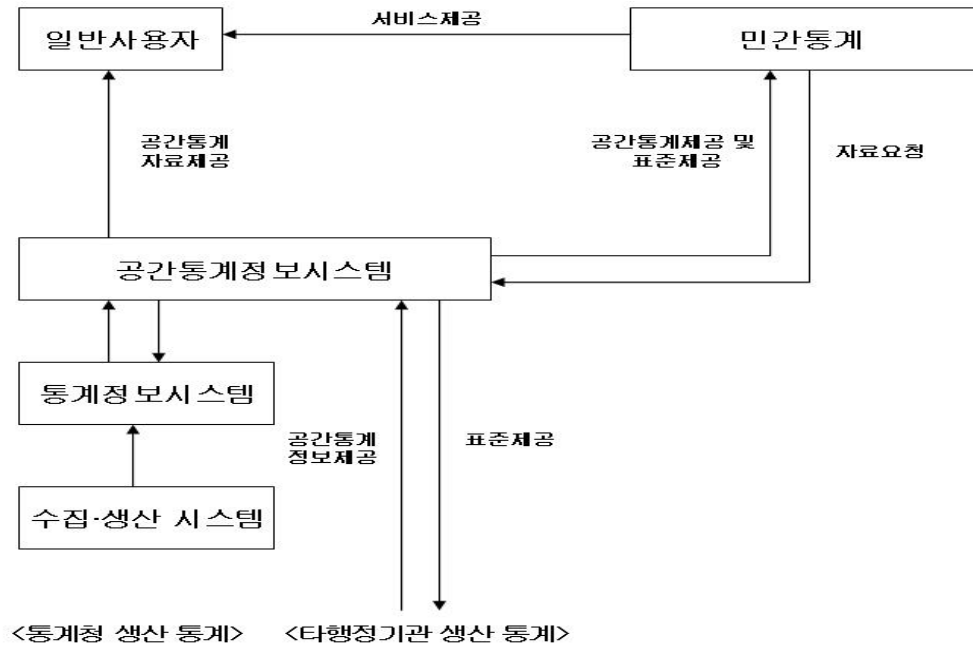 서비스제공
일반사용자
민간통계
공간통계
자료제공
공간통계제공 및
표준제공
자료요청
공간통계정보시스템
통계정보시스템
공간통계
정보제공
표준제공
수집·생산 시스템
<통계청 생산 통계>
<타행정기관 생산 통계>